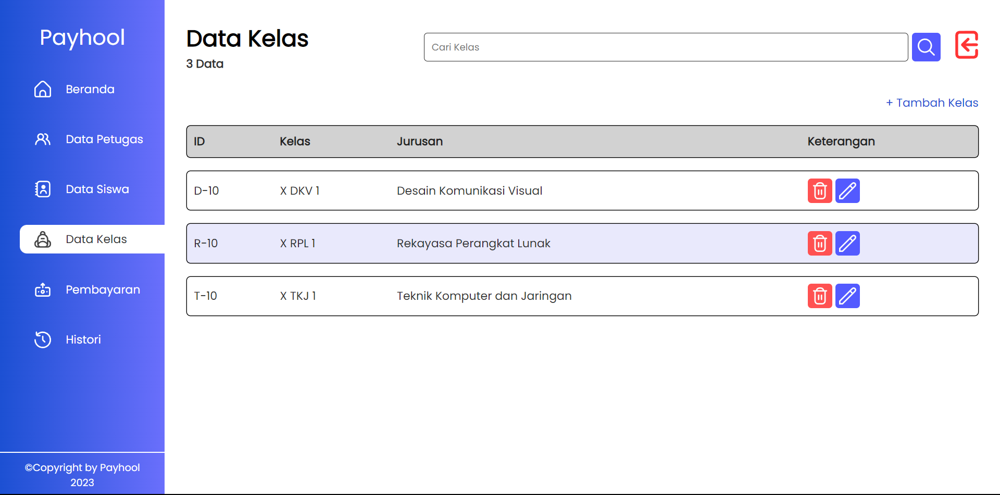 Payhool
Beranda
Data Petugas
Data Siswa
Data Kelas
Pembayaran
Histori
©Copyright by Payhool
2023
Data Kelas
3 Data
Cari Kelas
+ Tambah Kelas
ID Kelas Jurusan Keterangan
D-10 X DKV 1 Desain Komunikasi Visual
R-10 X RPL 1 Rekayasa Perangkat Lunak
T-10 X TKJ 1 Teknik Komputer dan Jaringan